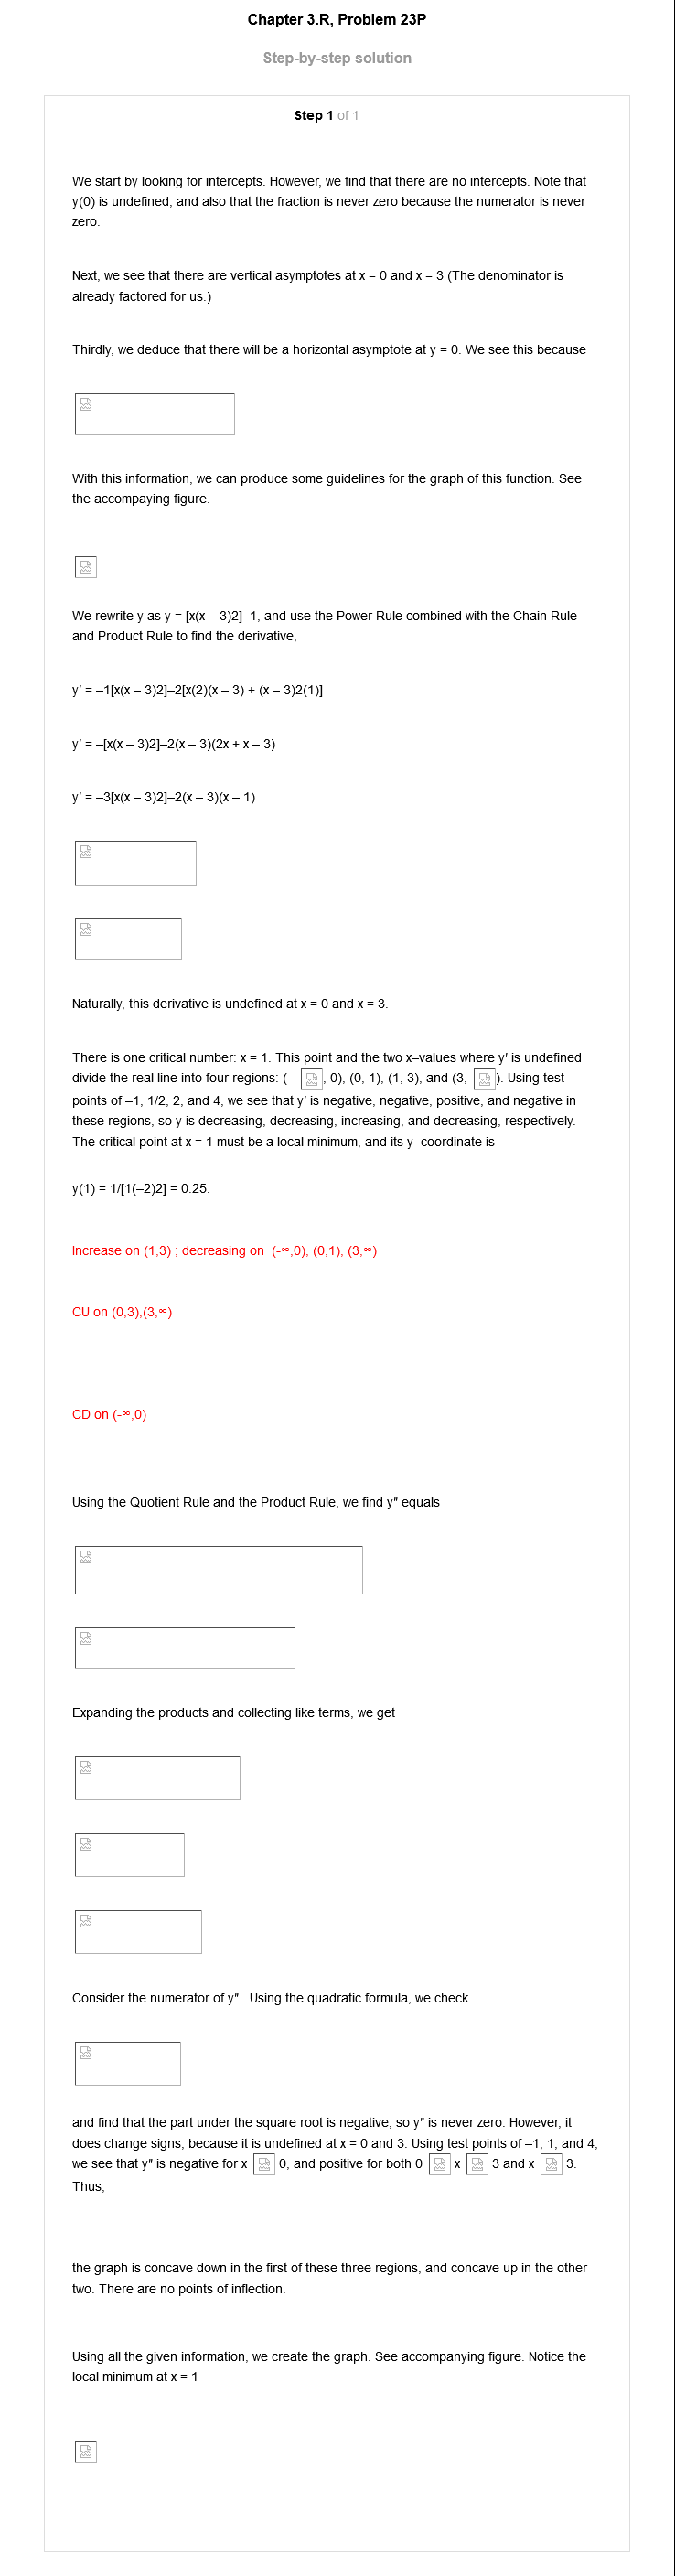 Chapter 3.R, Problem 23P
Step-by-step solution
Step 1 of 1
We start by looking for intercepts. However, we find that there are no intercepts. Note that
y(0) is undefined, and also that the fraction is never zero because the numerator is never
zero.
Next, we see that there are vertical asymptotes at x = 0 and x = 3 (The denominator is
already factored for us.)
Thirdly, we deduce that there will be a horizontal asymptote at y = 0. We see this because
With this information, we can produce some guidelines for the graph of this function. See
the accompaying figure.
We rewrite y as y = [x(x – 3)2]–1, and use the Power Rule combined with the Chain Rule
and Product Rule to find the derivative,
y′ = –1[x(x – 3)2]–2[x(2)(x – 3) + (x – 3)2(1)]
y′ = –[x(x – 3)2]–2(x – 3)(2x + x – 3)
y′ = –3[x(x – 3)2]–2(x – 3)(x – 1)
Naturally, this derivative is undefined at x = 0 and x = 3.
There is one critical number: x = 1. This point and the two x–values where y′ is undefined
divide the real line into four regions: (– , 0), (0, 1), (1, 3), and (3, ). Using test
points of –1, 1/2, 2, and 4, we see that y′ is negative, negative, positive, and negative in
these regions, so y is decreasing, decreasing, increasing, and decreasing, respectively.
The critical point at x = 1 must be a local minimum, and its y–coordinate is
y(1) = 1/[1(–2)2] = 0.25.
Increase on (1,3) ; decreasing on (-∞,0), (0,1), (3,∞)
CU on (0,3),(3,∞)
CD on (-∞,0)
Using the Quotient Rule and the Product Rule, we find y″ equals
Expanding the products and collecting like terms, we get
Consider the numerator of y″ . Using the quadratic formula, we check
and find that the part under the square root is negative, so y″ is never zero. However, it
does change signs, because it is undefined at x = 0 and 3. Using test points of –1, 1, and 4,
we see that y″ is negative for x 0, and positive for both 0 x 3 and x 3.
Thus,
the graph is concave down in the first of these three regions, and concave up in the other
two. There are no points of inflection.
Using all the given information, we create the graph. See accompanying figure. Notice the
local minimum at x = 1